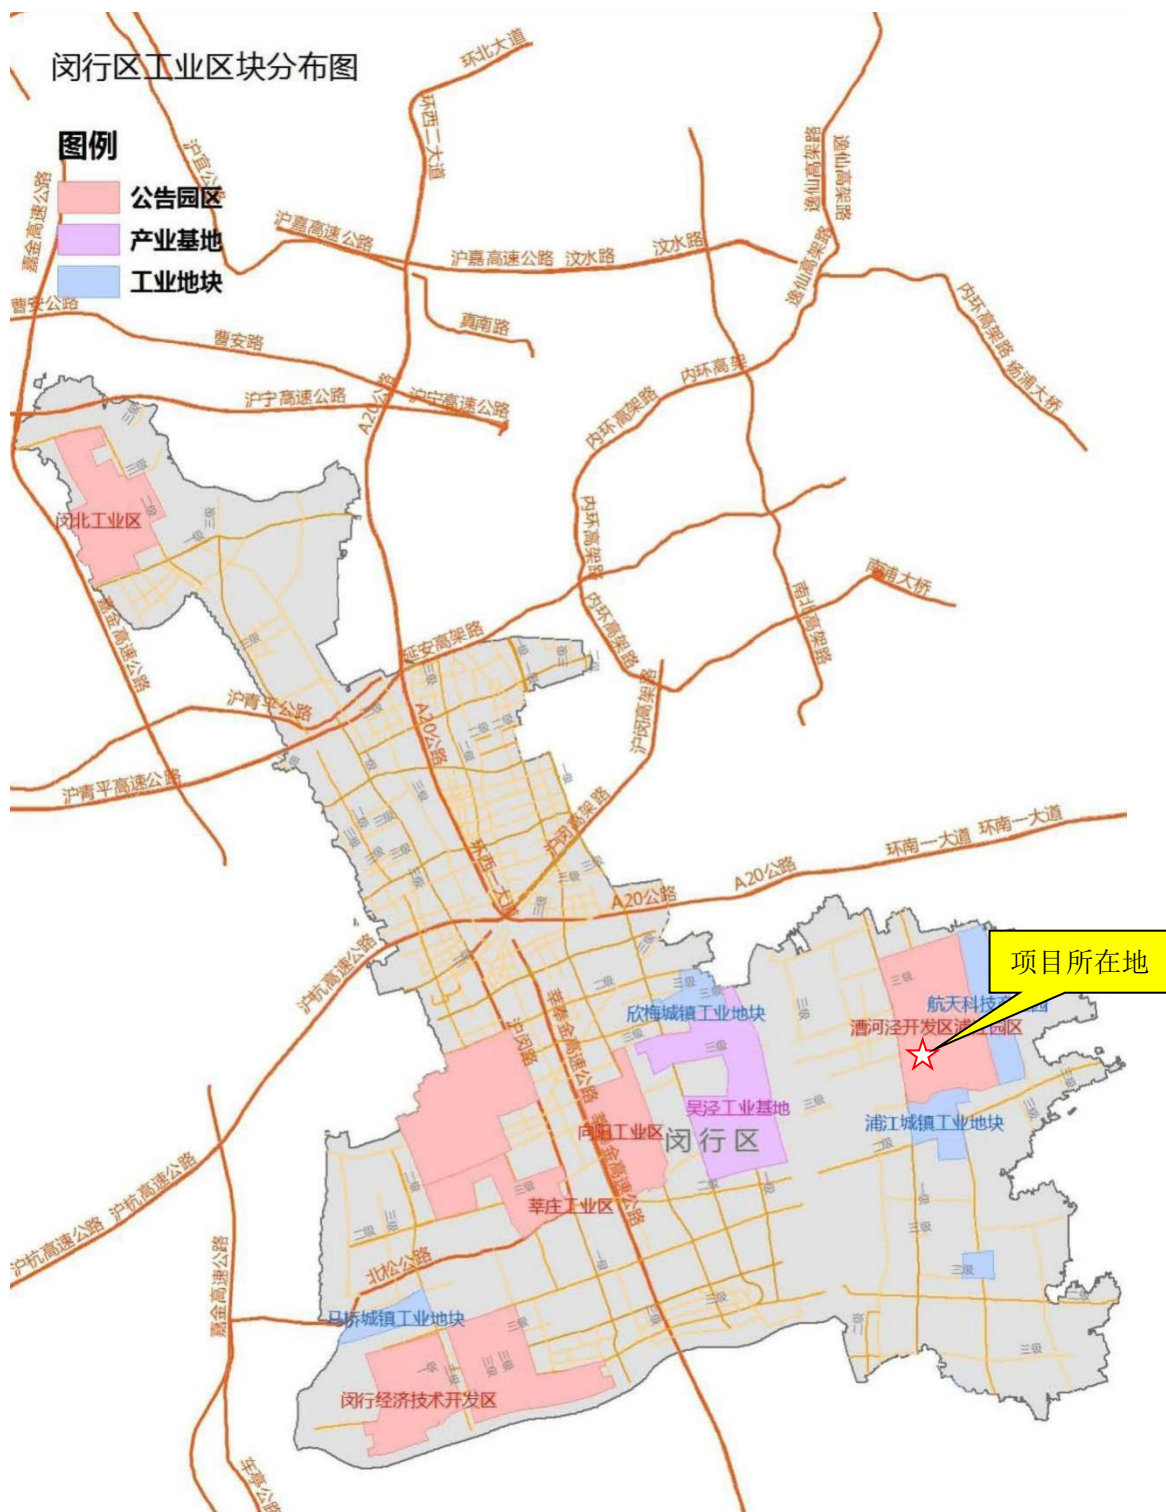 闵行区工业区块分布图
图例
公告园区
产业基地
工业地块
环北大道
环西二大道
沪宜公路
嘉金高速公路
沪嘉高速公路
沪嘉高速公路
汶水路
汶水路
逸仙高架路
逸仙高架路
逸仙高架路
曹安公路
曹安路
真南路
内环高架路
杨浦大桥
沪宁高速公路
沪宁高速公路
A20公路
内环高架
内环高架路
内环高架路
内环高架路
南北高架路
南浦大桥
闵北工业区
嘉金高速公路
延安高架路
沪青平公路
沪青平高速公路
A20公路
沪闵高架路
沪闵高架路
环西二大道
A20公路
A20公路
环南一大道
环南一大道
沪杭高速公路
项目所在地
欣梅城镇工业地块
漕河泾开发区浦江园区
沪闵路
莘奉金高速公路
莘奉金高速公路
吴泾工业基地
浦江城镇工业地块
向阳工业区
闵行区
莘庄工业区
沪杭高速公路
沪杭高速公路
嘉金高速公路
北松公路
马桥城镇工业地块
闵行经济技术开发区
车亭公路